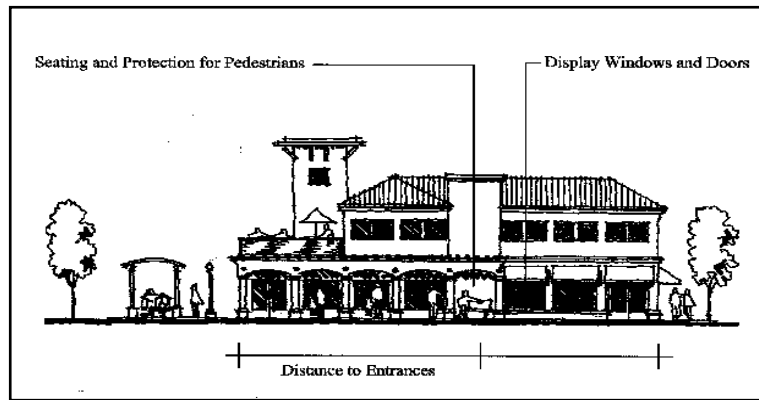 Seating and Protection for Pedestrians
Display Windows and Doors
Distance to Entrances